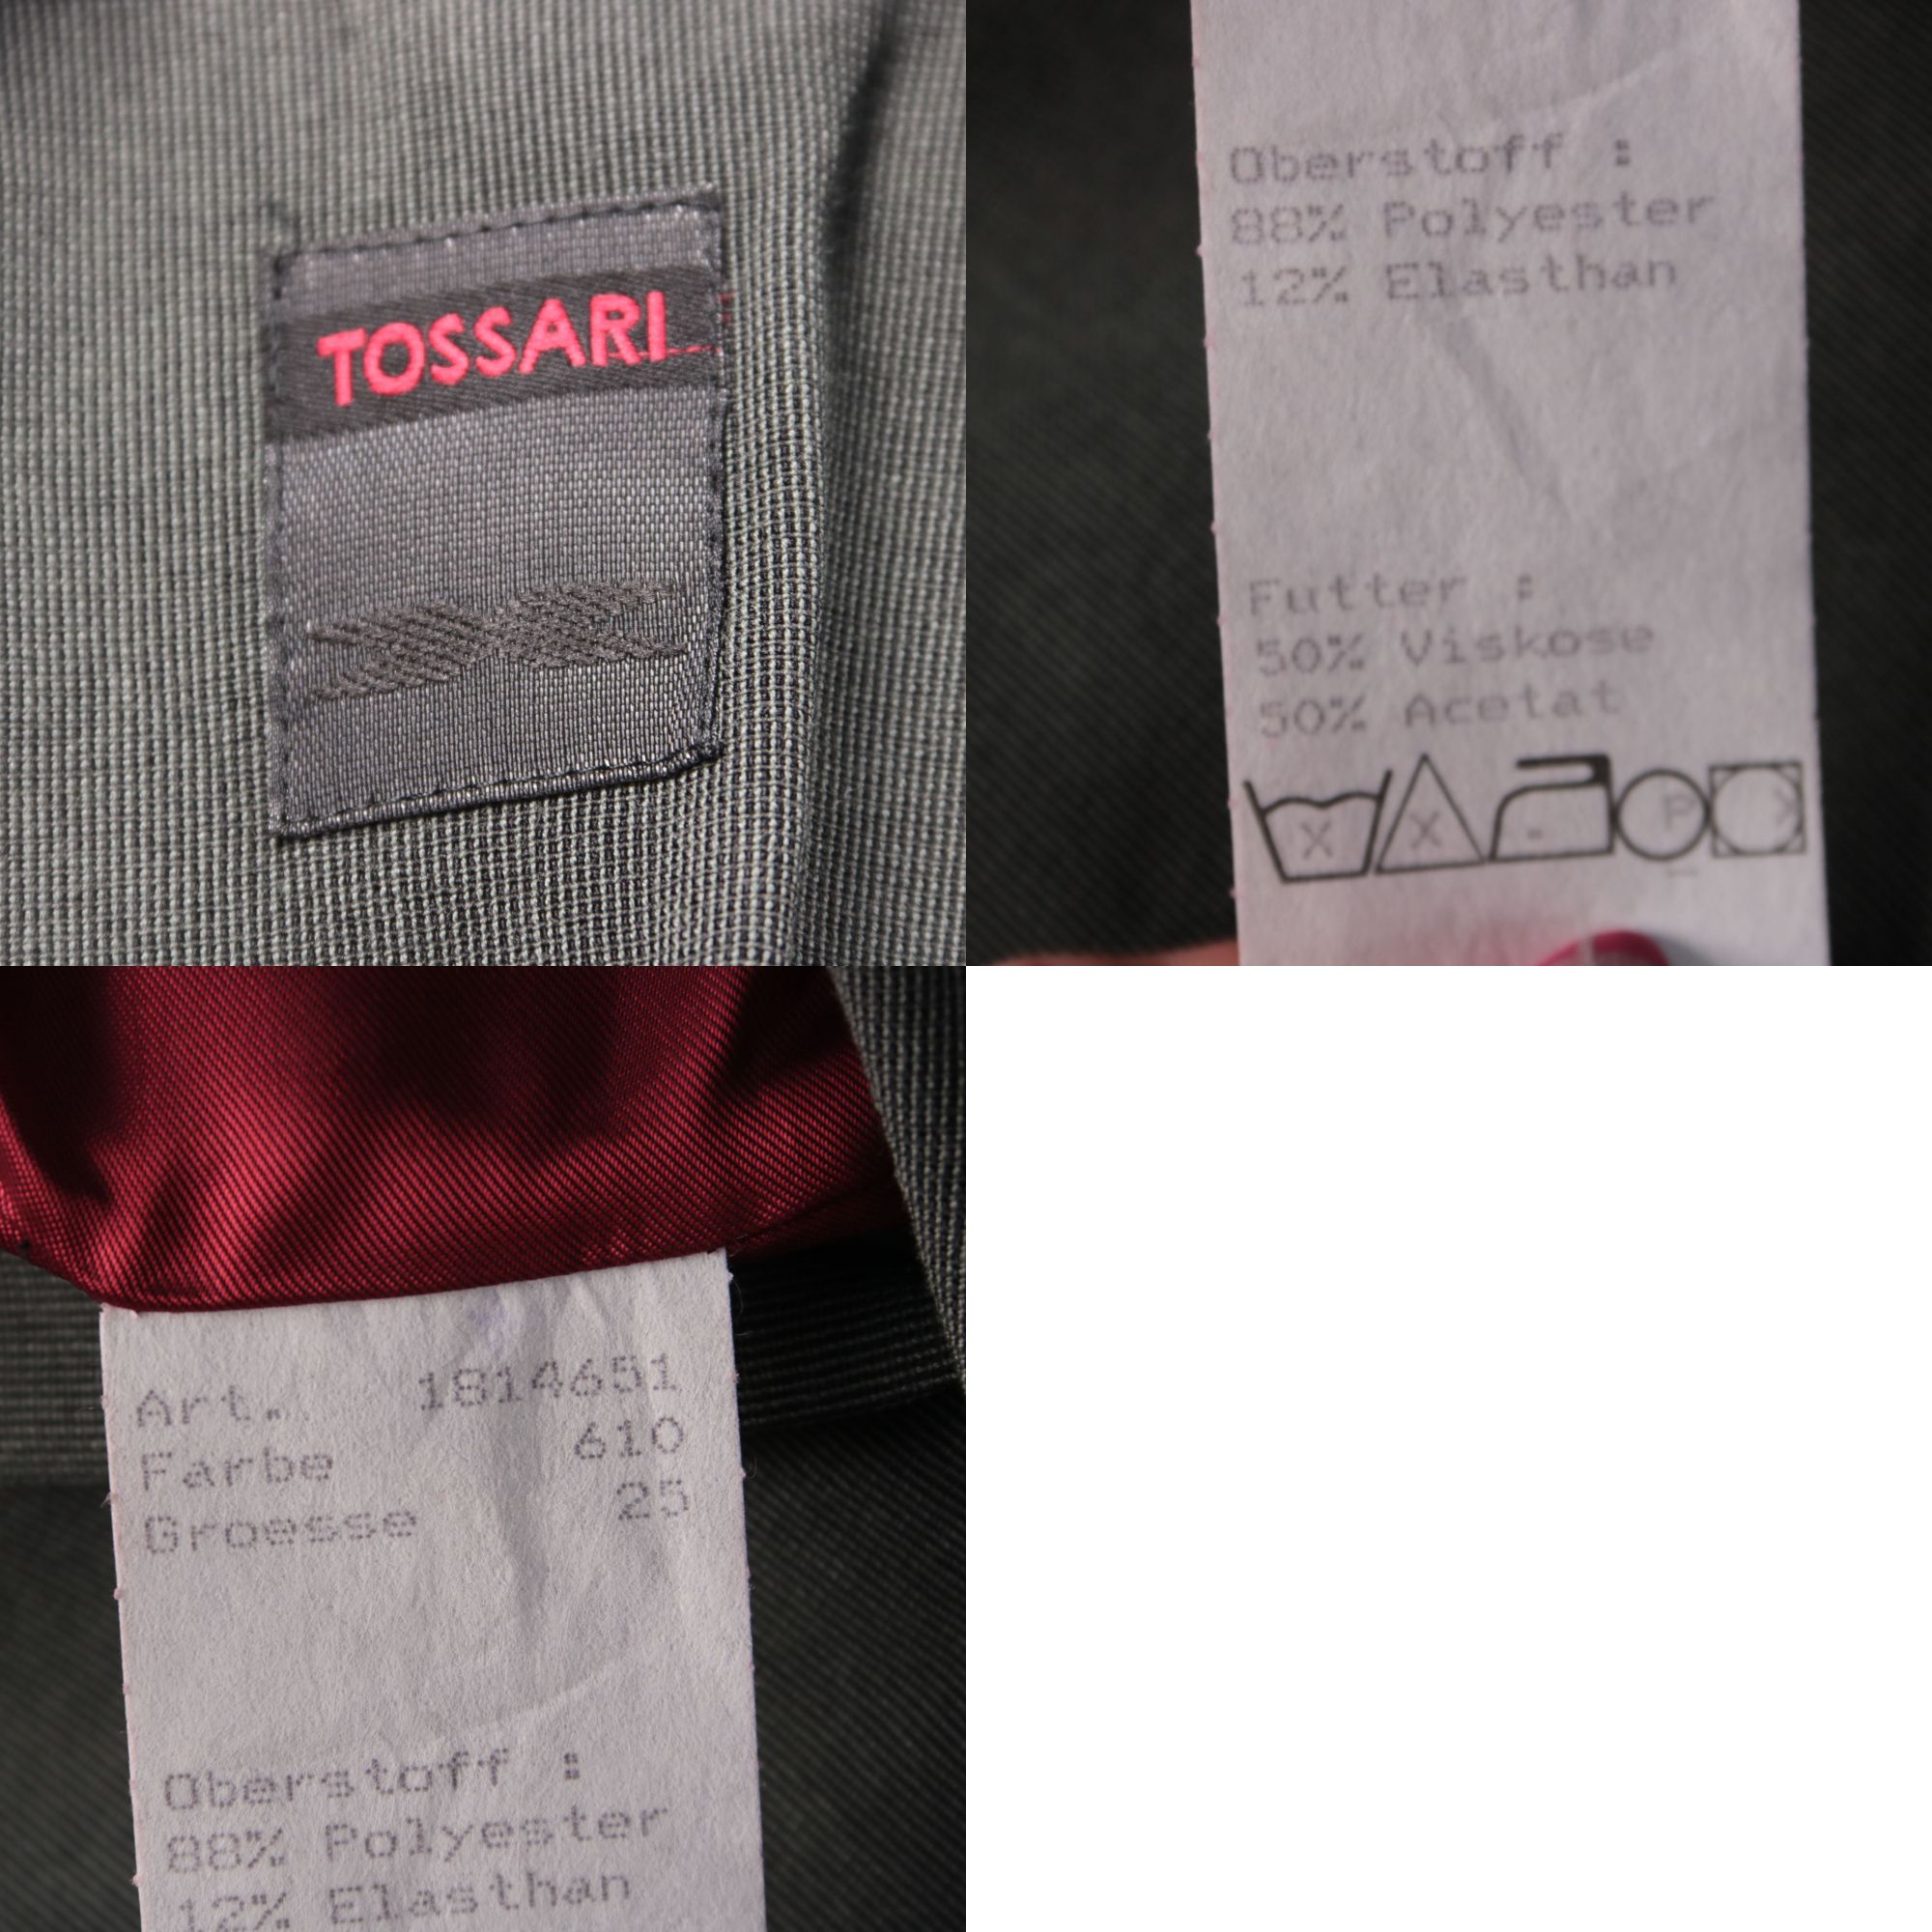 TOSSARI
Oberstoff :
88% Polyester
12% Elasthan
Futter :
50% Viskose
50% Acetat
P
Art. 1814651
Farbe 610
Groesse 25
Oberstoff :
88% Polyester
12% Elasthan